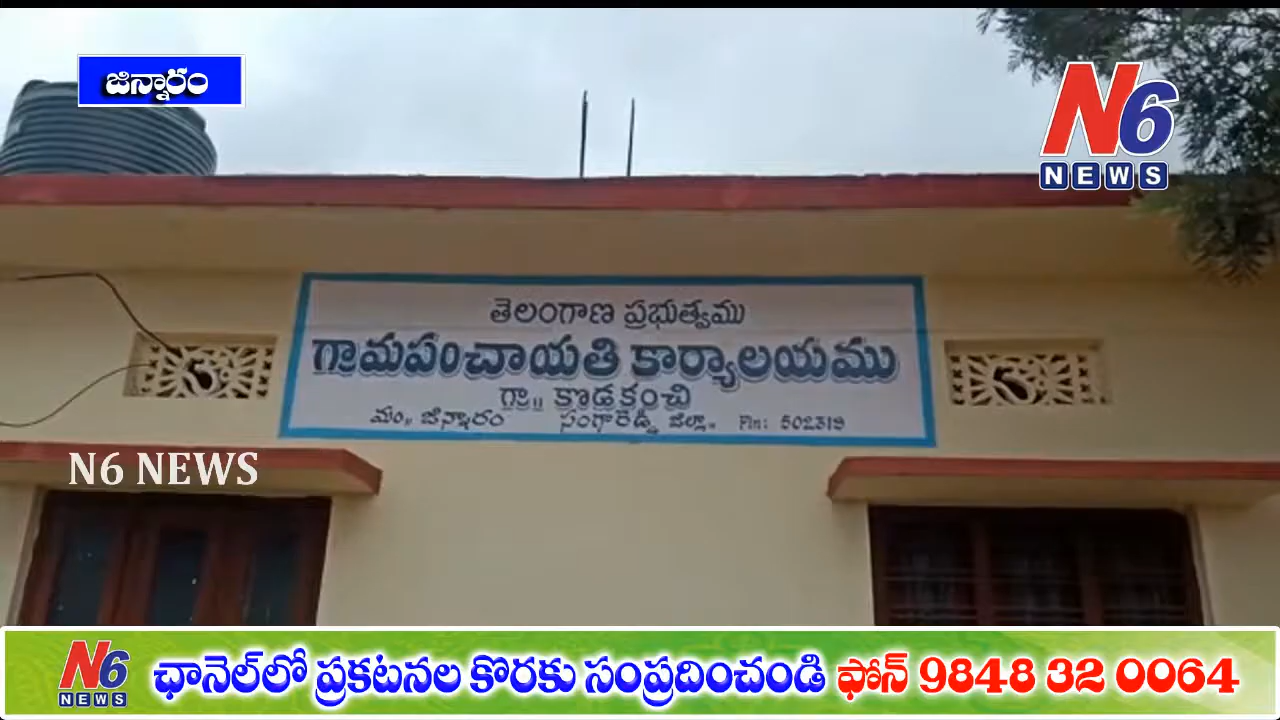 జిన్నారం
N6
NEWS
తెలంగాణ ప్రభుత్వము
గ్రామపంచాయతి కార్యాలయము
గ్రా॥ కొడకంచి
మం॥ జిన్నారం సంగారెడ్డి జిల్లా. Pin: 502319
N6 NEWS
N6
NEWS
ఛానెల్‌లో ప్రకటనల కొరకు సంప్రదించండి ఫోన్ 9848 32 0064